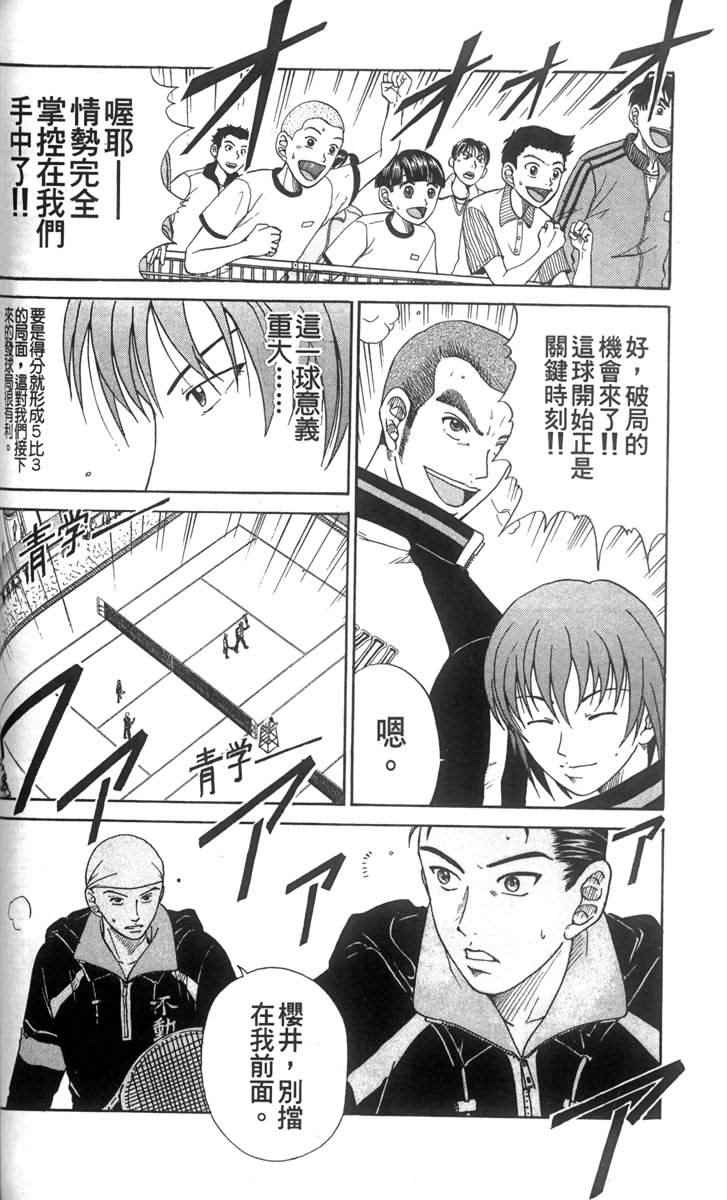 オオオオ
喔耶──
情勢完全
掌控在我們
手中了!!
好，破局的
機會來了!!
這球開始正是
關鍵時刻!!
嗯。
這一球意義
重大……
要是得分就形成５比３
的局面，這對我們接下
來的發球局很有利。
青学──
青学──
ワアアアアア
櫻井，別擋
在我前面。
不動